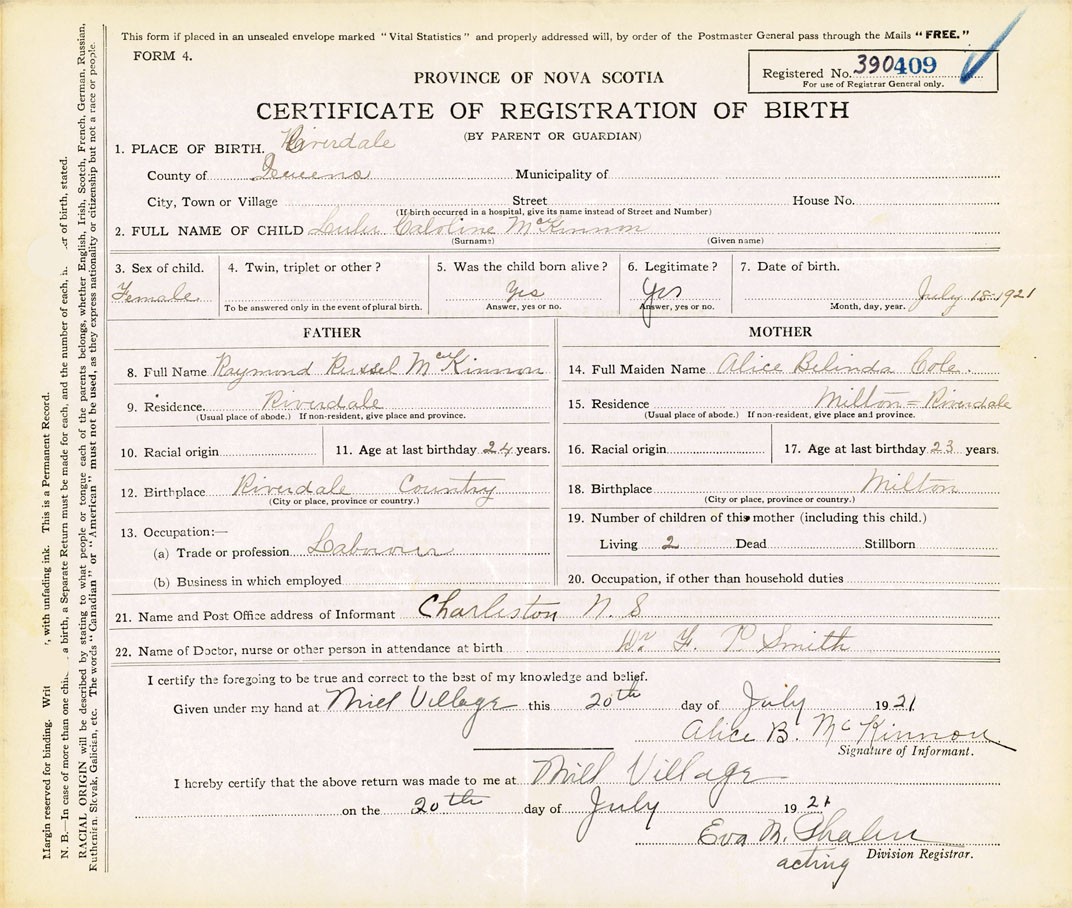 This form if placed in an unsealed envelope marked "Vital Statistics" and properly addressed will, by order of the Postmaster General pass through the Mails "FREE."
FORM 4.
Registered No. 390409
For use of Registrar General only.
PROVINCE OF NOVA SCOTIA
CERTIFICATE OF REGISTRATION OF BIRTH
(BY PARENT OR GUARDIAN)
1. PLACE OF BIRTH. Riverdale
County of Queens Municipality of
City, Town or Village Street House No.
(If birth occurred in a hospital, give its name instead of Street and Number)
2. FULL NAME OF CHILD Lulu Caroline McKinnon
(Surname) (Given name)
3. Sex of child. 4. Twin, triplet or other? 5. Was the child born alive? 6. Legitimate? 7. Date of birth.
Female Yes Yes July 18 1921
To be answered only in the event of plural birth. Answer, yes or no. Answer, yes or no. Month, day, year.
FATHER
8. Full Name Raymond Russel McKinnon
9. Residence. Riverdale
(Usual place of abode.) If non-resident, give place and province.
10. Racial origin 11. Age at last birthday 24 years.
12. Birthplace Riverdale Country
(City or place, province or country.)
13. Occupation:—
(a) Trade or profession Labourer
(b) Business in which employed
MOTHER
14. Full Maiden Name Alice Belinda Cole.
15. Residence Milton = Riverdale
(Usual place of abode.) If non-resident, give place and province.
16. Racial origin 17. Age at last birthday 23 years.
18. Birthplace Milton
(City or place, province or country.)
19. Number of children of this mother (including this child.)
Living 2 Dead Stillborn
20. Occupation, if other than household duties
21. Name and Post Office address of Informant Charleston N. S
22. Name of Doctor, nurse or other person in attendance at birth Dr F. P. Smith
I certify the foregoing to be true and correct to the best of my knowledge and belief.
Given under my hand at Mill Village this 20th day of July 1921
Alice B. McKinnon
Signature of Informant.
I hereby certify that the above return was made to me at Mill Village
on the 20th day of July 1921
Eva M.
acting Division Registrar.
Margin reserved for binding. Writ , with unfading ink. This is a Permanent Record.
N. B.—In case of more than one chi a birth, a Separate Return must be made for each, and the number of each, of birth, stated.
RACIAL ORIGIN will be described by stating to what people or tongue each of the parents belongs, whether English, Irish, Scotch, French, German, Russian,
Ruthenian, Slovak, Galician, etc. The words "Canadian" or "American" must not be used, as they express nationality or citizenship but not a race or people.